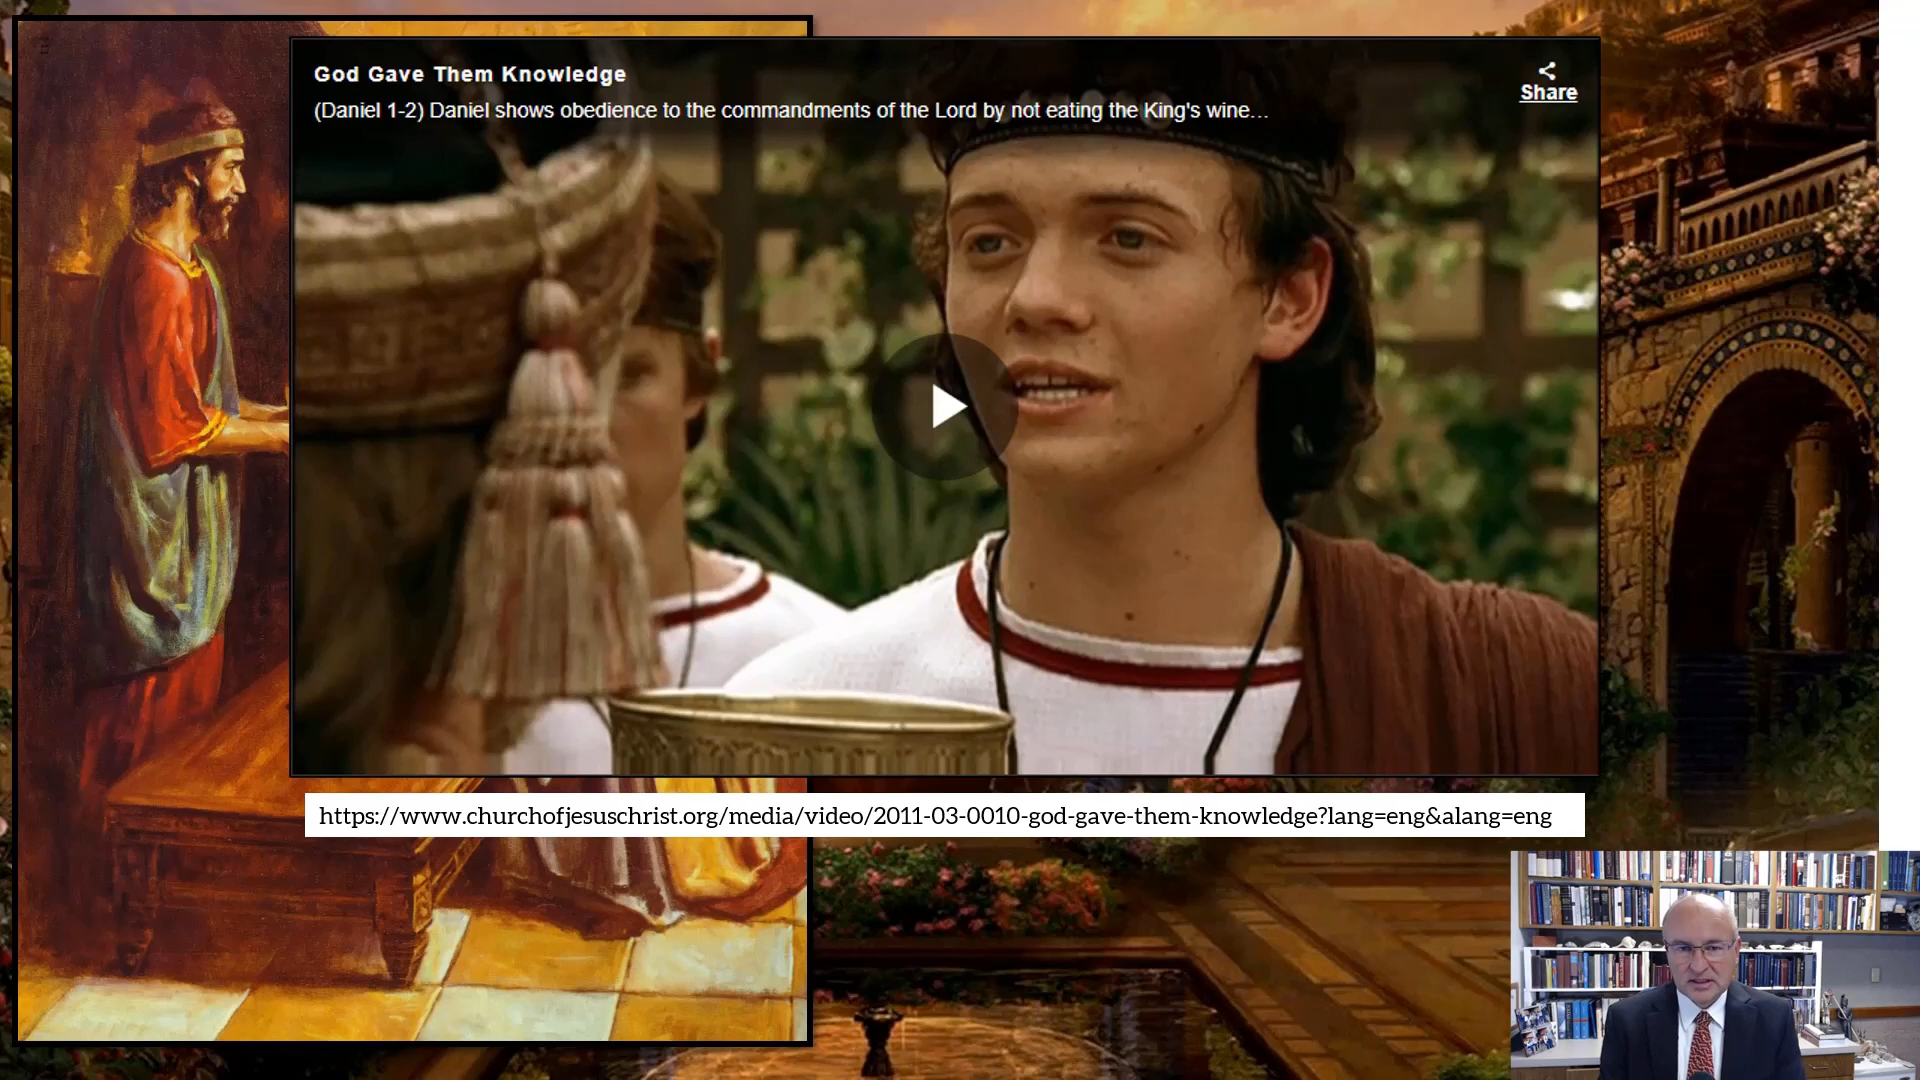 God Gave Them Knowledge
Share
(Daniel 1-2) Daniel shows obedience to the commandments of the Lord by not eating the King's wine...
https://www.churchofjesuschrist.org/media/video/2011-03-0010-god-gave-them-knowledge?lang=eng&alang=eng